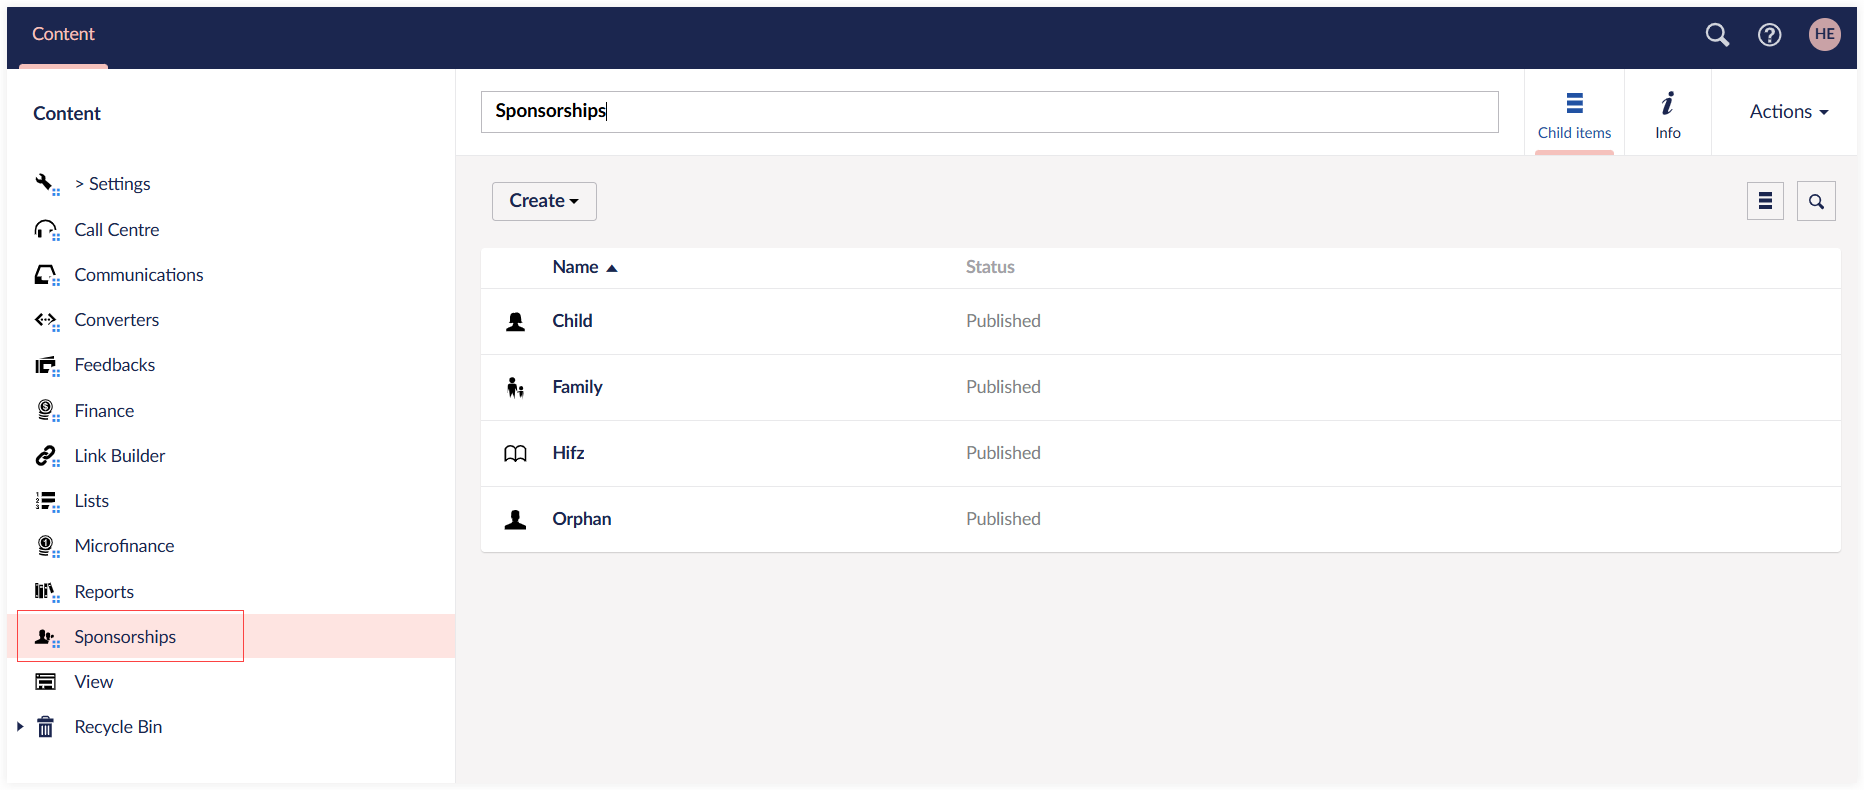 Content
HE
Content
> Settings
Call Centre
Communications
Converters
Feedbacks
Finance
Link Builder
Lists
Microfinance
Reports
Sponsorships
View
Recycle Bin
Sponsorships
Child items
Info
Actions
Create
Name Status
Child Published
Family Published
Hifz Published
Orphan Published